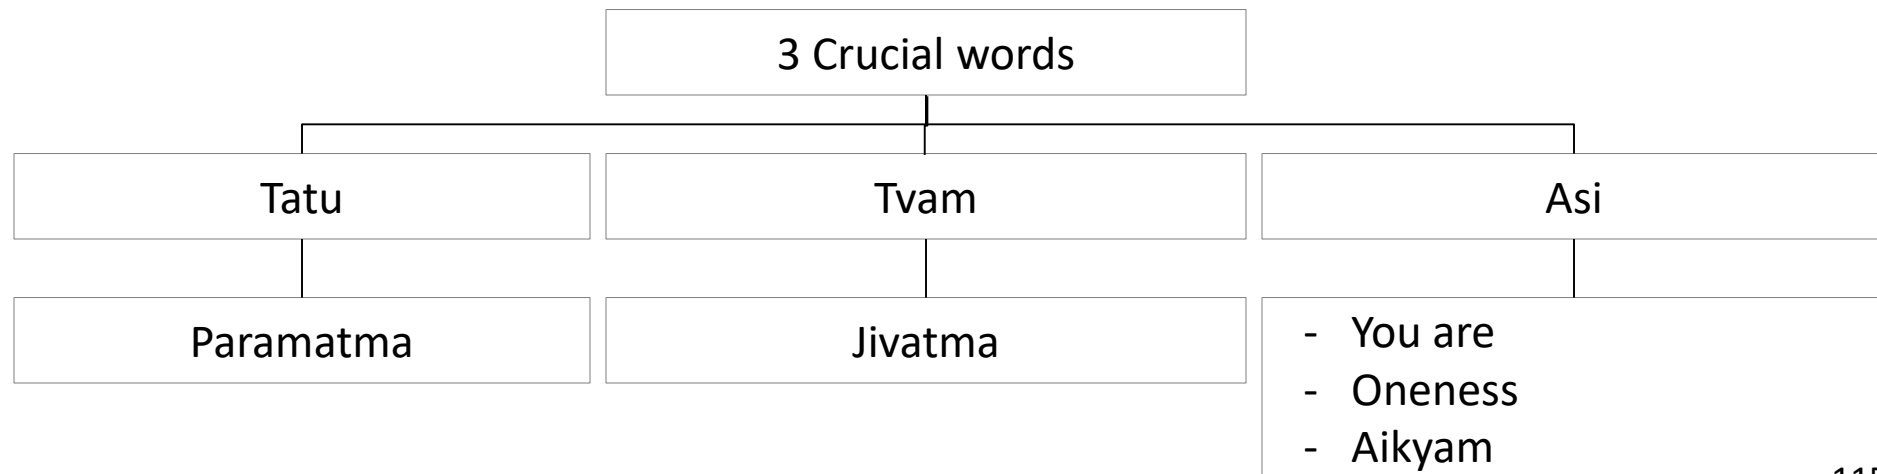 3 Crucial words
Tatu
Tvam
Asi
Paramatma
Jivatma
- You are
- Oneness
- Aikyam